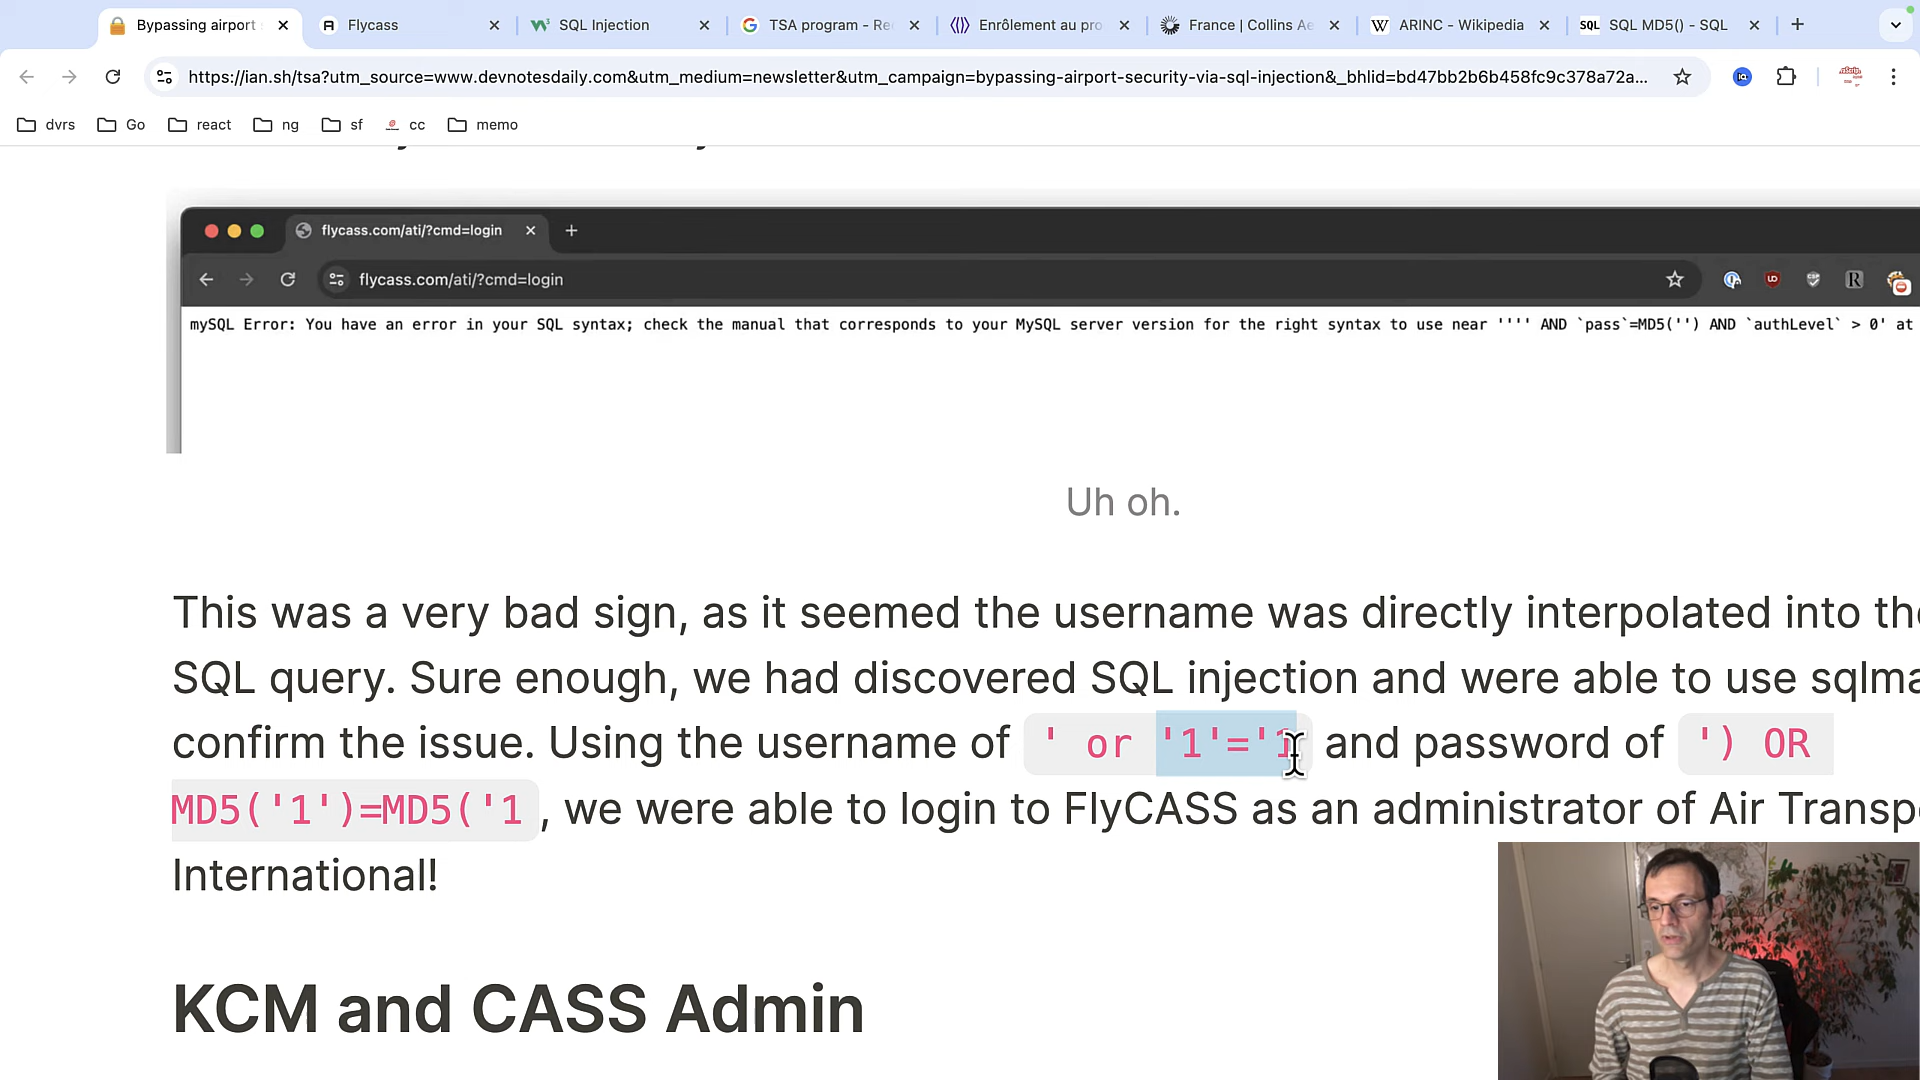 Bypassing airport
Flycass
SQL Injection
TSA program - Re
Enrôlement au pro
France | Collins Ae
ARINC - Wikipedia
SQL MD5() - SQL
https://ian.sh/tsa?utm_source=www.devnotesdaily.com&utm_medium=newsletter&utm_campaign=bypassing-airport-security-via-sql-injection&_bhlid=bd47bb2b6b458fc9c378a72a...
dvrs
Go
react
ng
sf
cc
memo
flycass.com/ati/?cmd=login
flycass.com/ati/?cmd=login
mySQL Error: You have an error in your SQL syntax; check the manual that corresponds to your MySQL server version for the right syntax to use near '''' AND `pass`=MD5('') AND `authLevel` > 0' at
Uh oh.
This was a very bad sign, as it seemed the username was directly interpolated into the
SQL query. Sure enough, we had discovered SQL injection and were able to use sqlma
confirm the issue. Using the username of ' or '1'='1 and password of ') OR
MD5('1')=MD5('1, we were able to login to FlyCASS as an administrator of Air Transp
International!
KCM and CASS Admin